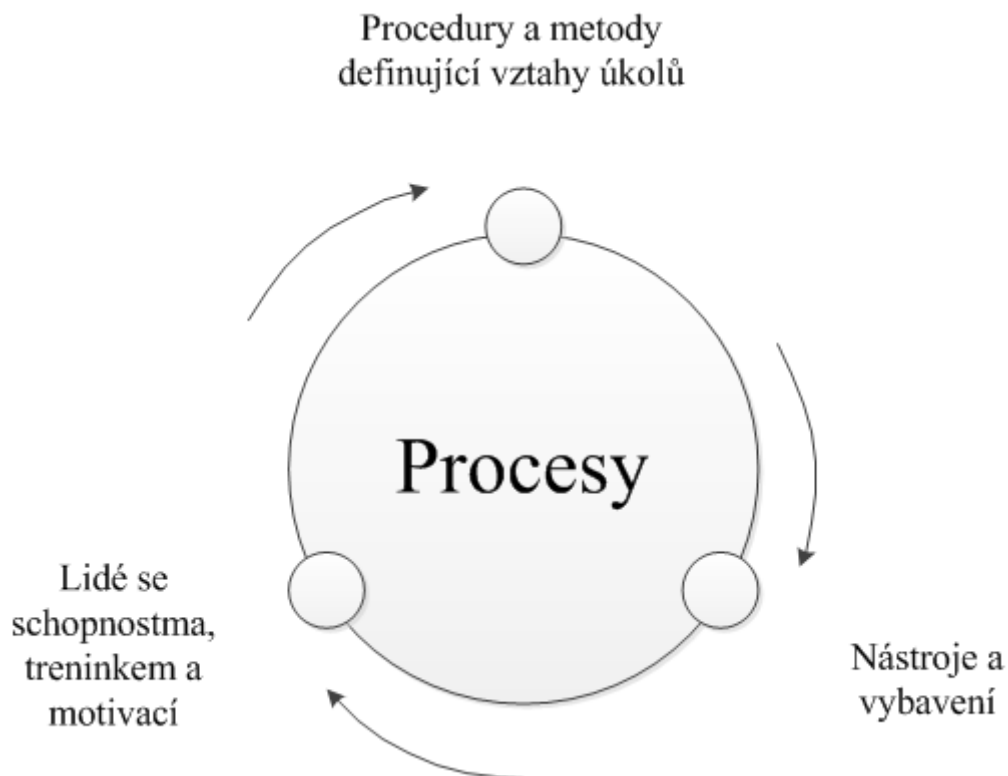 Procedury a metody
definující vztahy úkolů
Procesy
Lidé se
schopnostma,
treninkem a
motivací
Nástroje a
vybavení